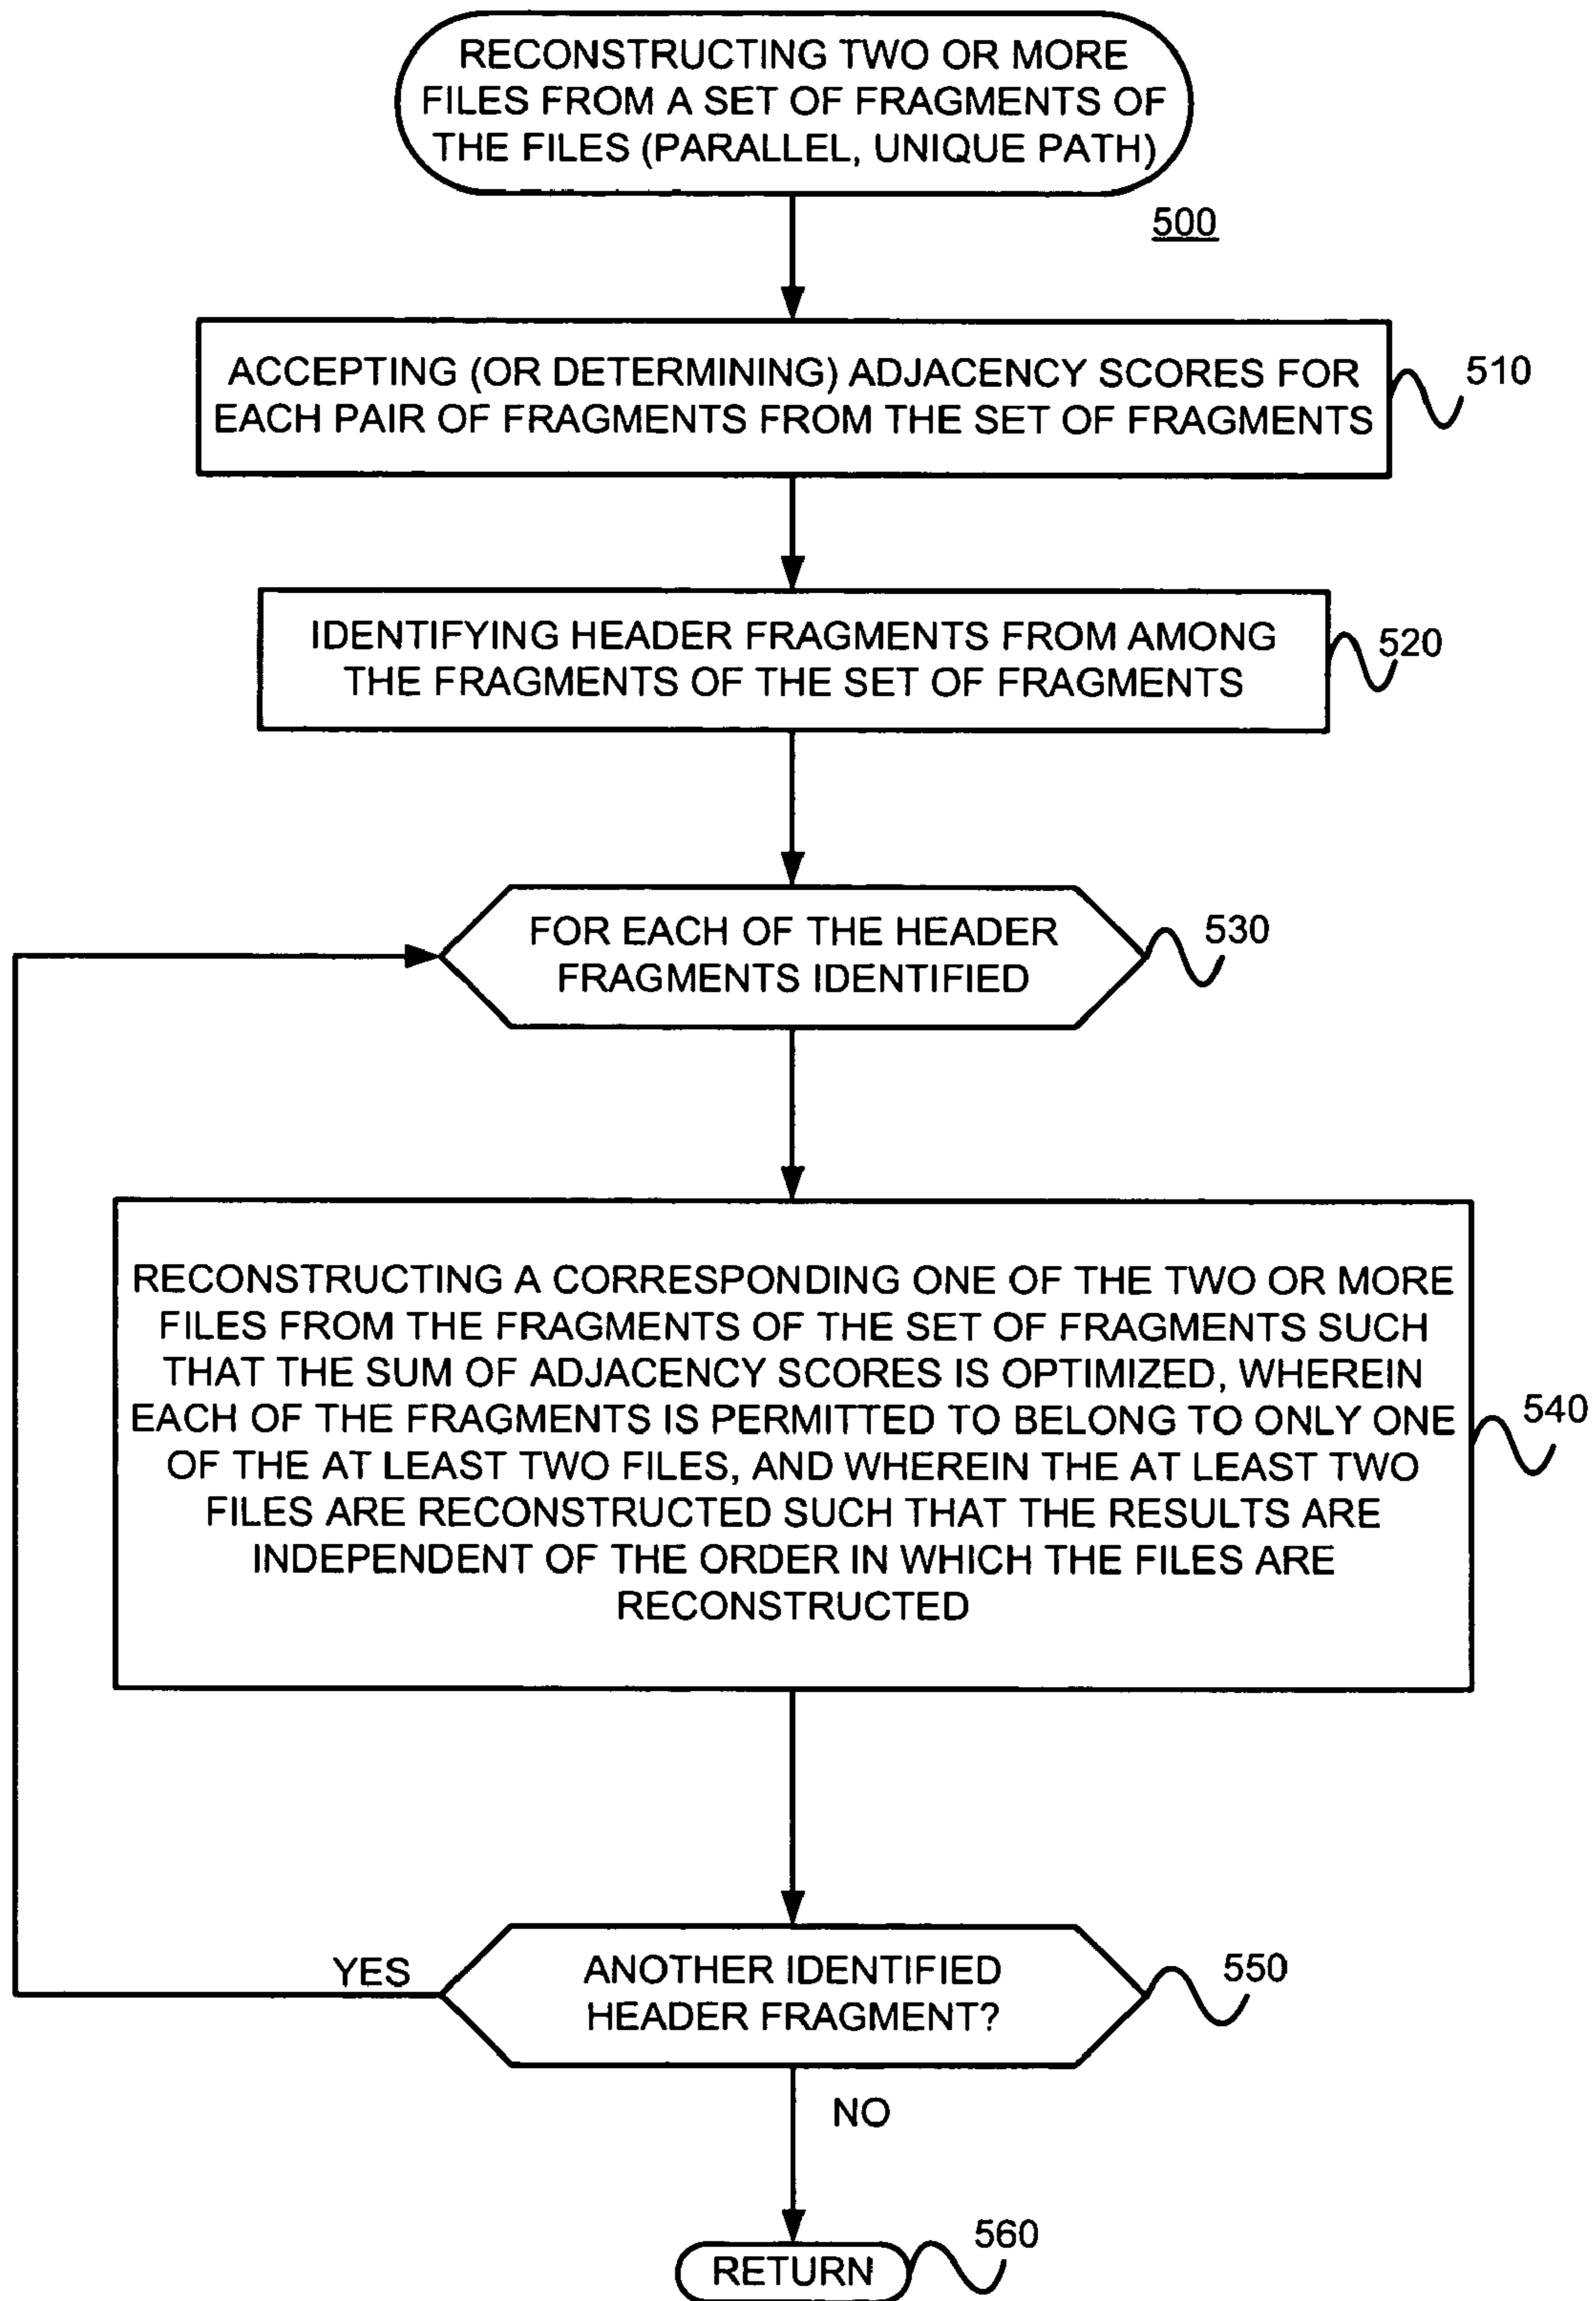 RECONSTRUCTING TWO OR MORE
FILES FROM A SET OF FRAGMENTS OF
THE FILES (PARALLEL, UNIQUE PATH)
500
ACCEPTING (OR DETERMINING) ADJACENCY SCORES FOR
EACH PAIR OF FRAGMENTS FROM THE SET OF FRAGMENTS
510
IDENTIFYING HEADER FRAGMENTS FROM AMONG
THE FRAGMENTS OF THE SET OF FRAGMENTS
520
FOR EACH OF THE HEADER
FRAGMENTS IDENTIFIED
530
RECONSTRUCTING A CORRESPONDING ONE OF THE TWO OR MORE
FILES FROM THE FRAGMENTS OF THE SET OF FRAGMENTS SUCH
THAT THE SUM OF ADJACENCY SCORES IS OPTIMIZED, WHEREIN
EACH OF THE FRAGMENTS IS PERMITTED TO BELONG TO ONLY ONE
OF THE AT LEAST TWO FILES, AND WHEREIN THE AT LEAST TWO
FILES ARE RECONSTRUCTED SUCH THAT THE RESULTS ARE
INDEPENDENT OF THE ORDER IN WHICH THE FILES ARE
RECONSTRUCTED
540
YES
ANOTHER IDENTIFIED
HEADER FRAGMENT?
550
NO
RETURN
560